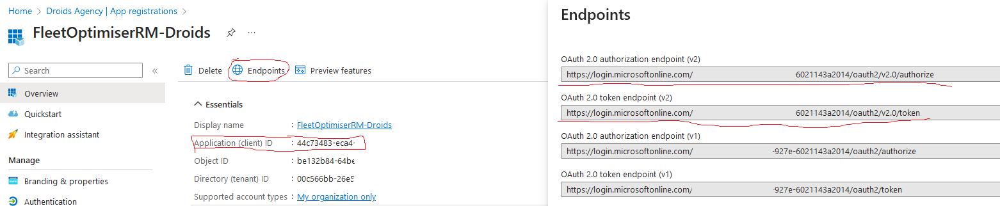 Home > Droids Agency | App registrations >
FleetOptimiserRM-Droids
Search
«
Overview
Quickstart
Integration assistant
Manage
Branding & properties
Authentication
Delete
Endpoints
Preview features
Essentials
Display name : FleetOptimiserRM-Droids
Application (client) ID : 44c73483-eca4-
Object ID : be132b84-64be
Directory (tenant) ID : 00c566bb-26e5
Supported account types : My organization only
Endpoints
OAuth 2.0 authorization endpoint (v2)
https://login.microsoftonline.com/ 6021143a2014/oauth2/v2.0/authorize
OAuth 2.0 token endpoint (v2)
https://login.microsoftonline.com/ 6021143a2014/oauth2/v2.0/token
OAuth 2.0 authorization endpoint (v1)
https://login.microsoftonline.com/ -927e-6021143a2014/oauth2/authorize
OAuth 2.0 token endpoint (v1)
https://login.microsoftonline.com/ -927e-6021143a2014/oauth2/token